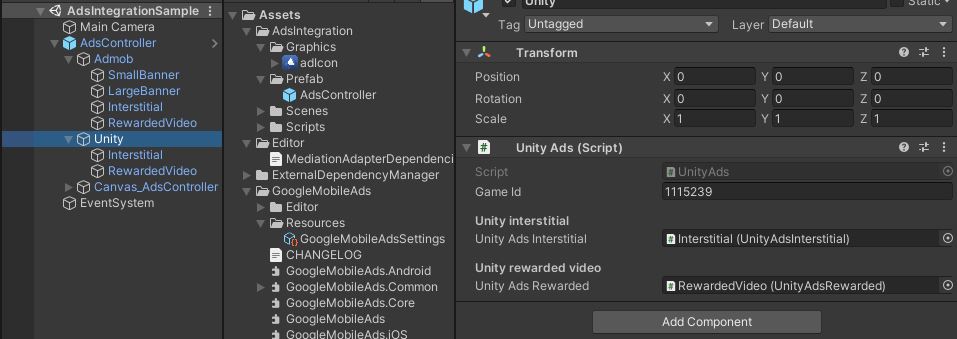 AdsIntegrationSample
Main Camera
AdsController
Admob
SmallBanner
LargeBanner
Interstitial
RewardedVideo
Unity
Interstitial
RewardedVideo
Canvas_AdsController
EventSystem
Assets
AdsIntegration
Graphics
adIcon
Prefab
AdsController
Scenes
Scripts
Editor
MediationAdapterDependenci
ExternalDependencyManager
GoogleMobileAds
Editor
Resources
GoogleMobileAdsSettings
CHANGELOG
GoogleMobileAds.Android
GoogleMobileAds.Common
GoogleMobileAds.Core
GoogleMobileAds
GoogleMobileAds.iOS
Unity Static
Tag Untagged Layer Default
Transform
Position X 0 Y 0 Z 0
Rotation X 0 Y 0 Z 0
Scale X 1 Y 1 Z 1
# Unity Ads (Script)
Script # UnityAds
Game Id 1115239
Unity interstitial
Unity Ads Interstitial # Interstitial (UnityAdsInterstitial)
Unity rewarded video
Unity Ads Rewarded # RewardedVideo (UnityAdsRewarded)
Add Component